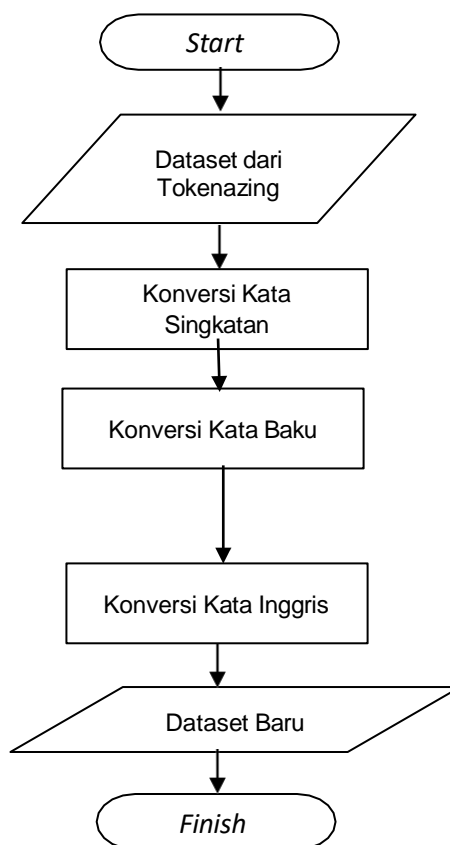 Start
Dataset dari
Tokenazing
Konversi Kata
Singkatan
Konversi Kata Baku
Konversi Kata Inggris
Dataset Baru
Finish